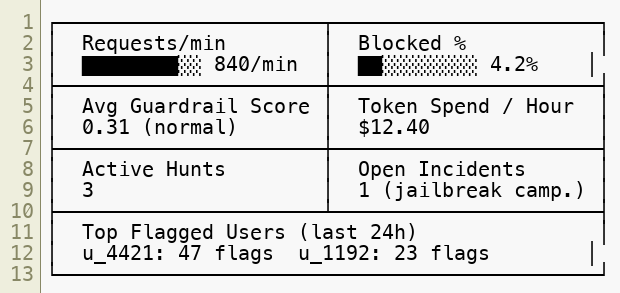 1
2 Requests/min Blocked %
3 ████████░░ 840/min ██░░░░░░░░ 4.2%
4
5 Avg Guardrail Score Token Spend / Hour
6 0.31 (normal) $12.40
7
8 Active Hunts Open Incidents
9 3 1 (jailbreak camp.)
10
11 Top Flagged Users (last 24h)
12 u_4421: 47 flags u_1192: 23 flags
13